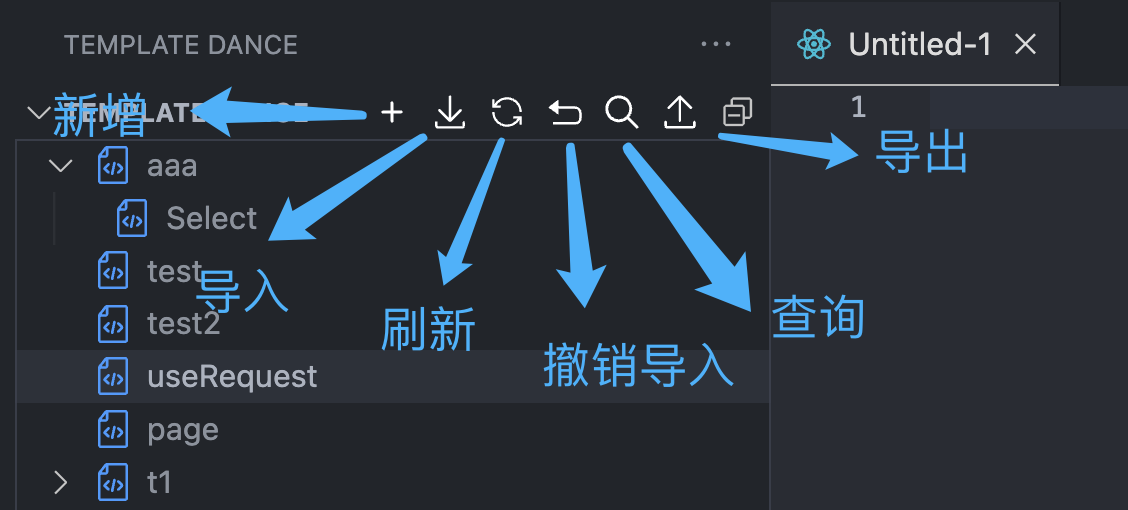 TEMPLATE DANCE
Untitled-1
TEMPLATE DANCE
新增
1
导出
aaa
Select
test
导入
test2
刷新
撤销导入
查询
useRequest
page
t1